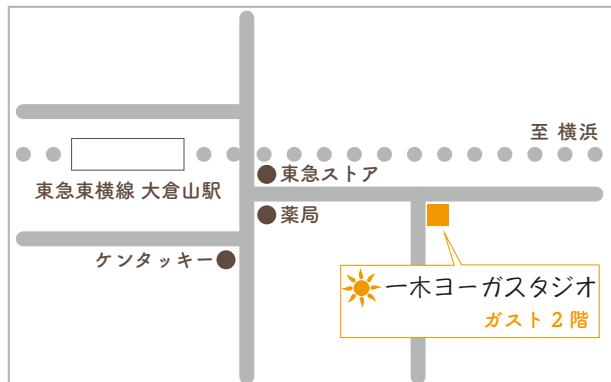 至 横浜
東急ストア
東急東横線 大倉山駅
薬局
ケンタッキー
一木ヨーガスタジオ
ガスト 2 階